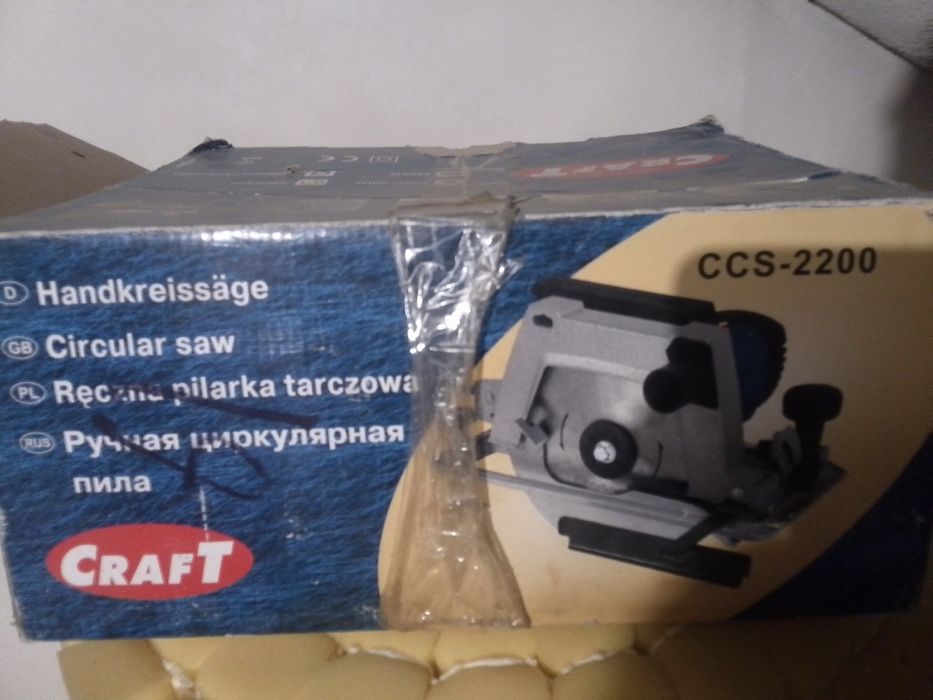 CRAFT
CCS-2200
D Handkreissäge
GB Circular saw
PL Ręczna pilarka tarczowa
RUS Ручная циркулярная
пила
CRAFT